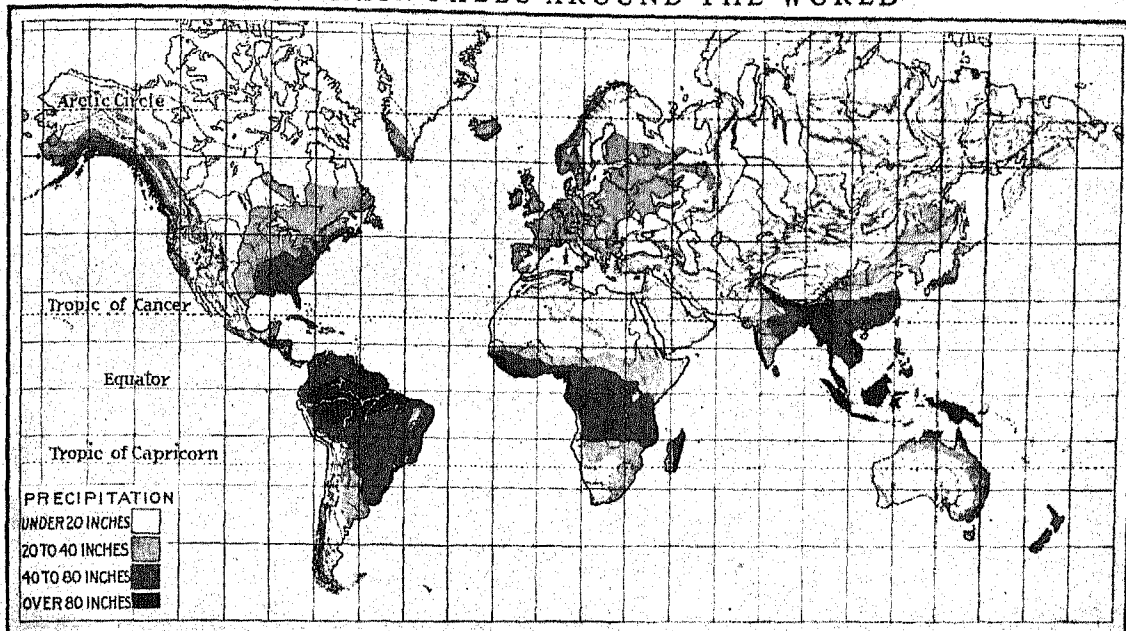 FALLS AROUND THE WORLD
Arctic Circle
Tropic of Cancer
Equator
Tropic of Capricorn
PRECIPITATION
UNDER 20 INCHES
20 TO 40 INCHES
40 TO 80 INCHES
OVER 80 INCHES